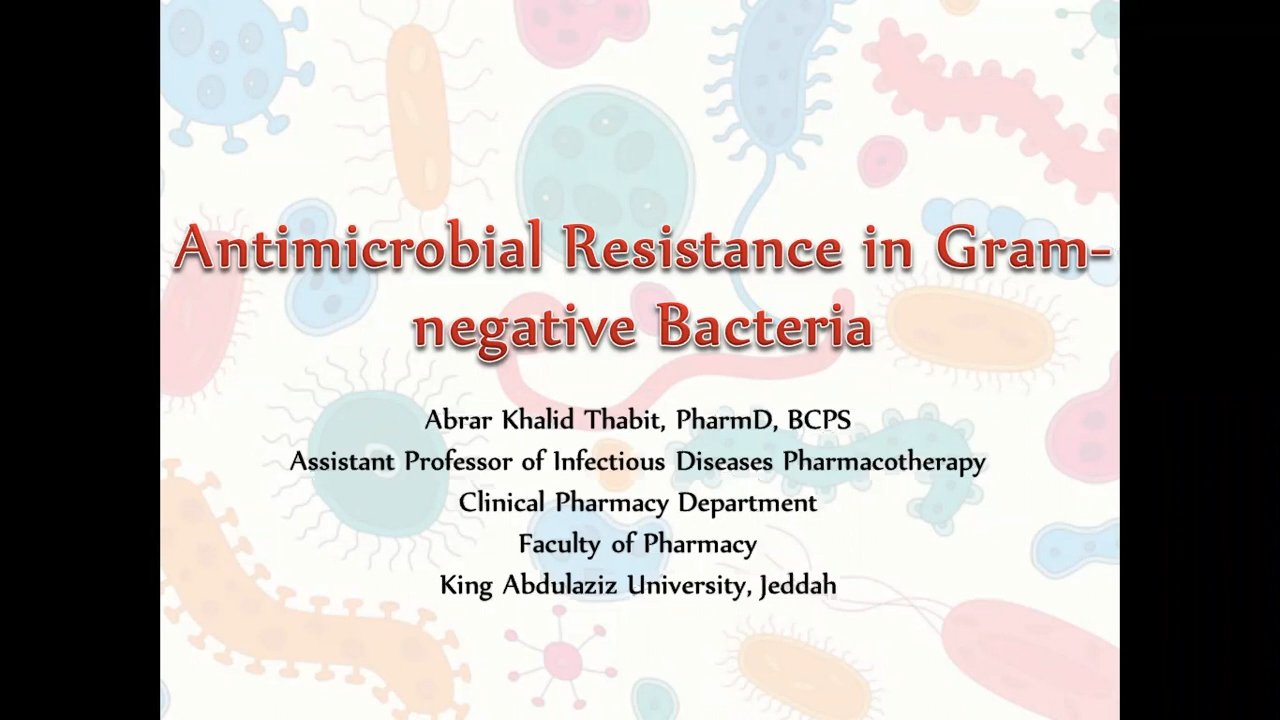 Antimicrobial Resistance in Gram-
negative Bacteria
Abrar Khalid Thabit, PharmD, BCPS
Assistant Professor of Infectious Diseases Pharmacotherapy
Clinical Pharmacy Department
Faculty of Pharmacy
King Abdulaziz University, Jeddah